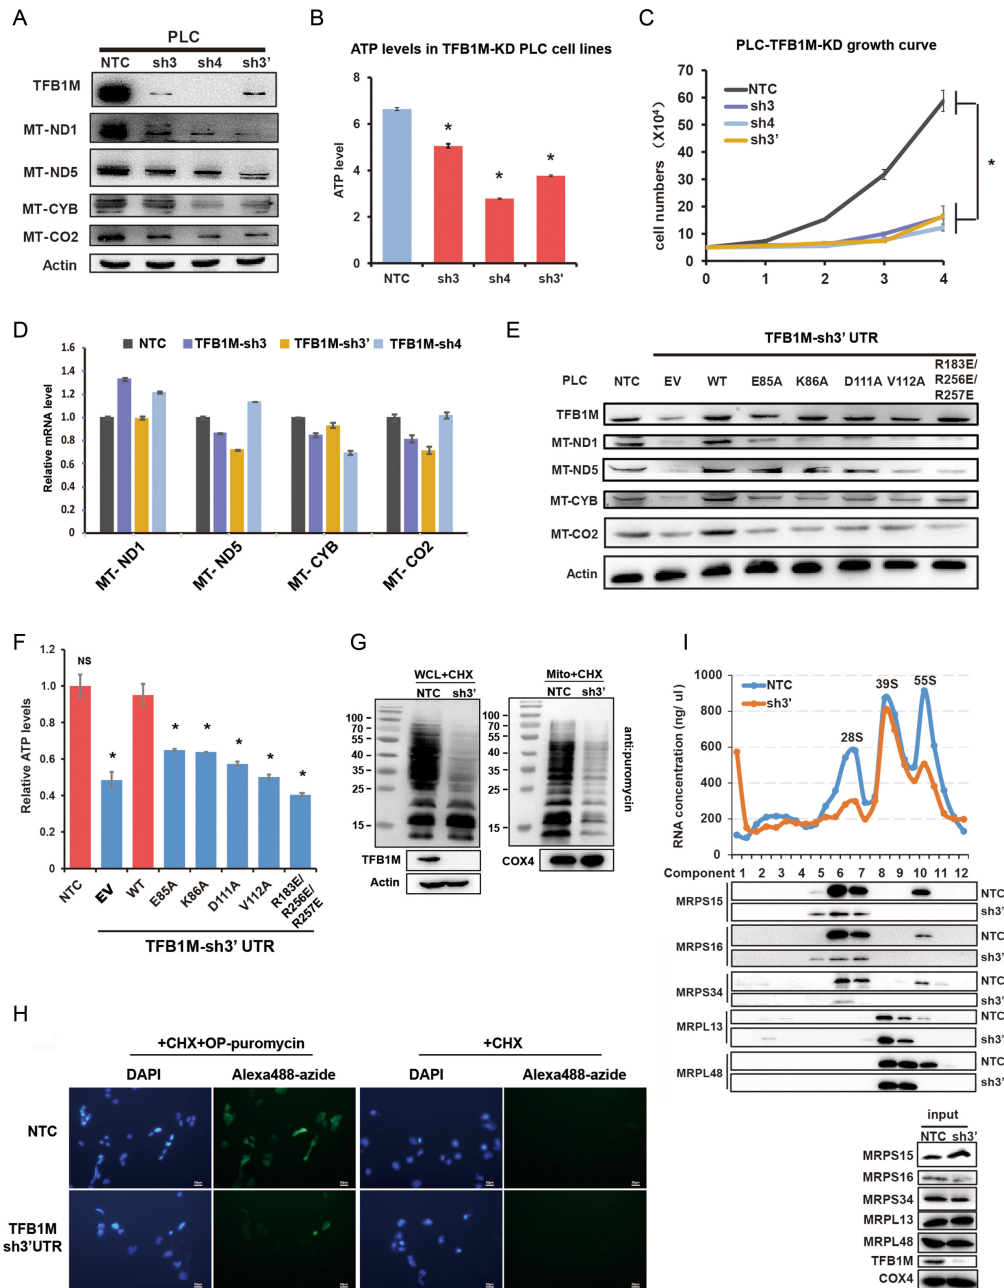 A
PLC
NTC sh3 sh4 sh3'
TFB1M
MT-ND1
MT-ND5
MT-CYB
MT-CO2
Actin
B
ATP levels in TFB1M-KD PLC cell lines
ATP level
8
6
4
2
0
*
*
*
NTC sh3 sh4 sh3'
C
PLC-TFB1M-KD growth curve
cell numbers (X10⁴)
70
60
50
40
30
20
10
0
NTC
sh3
sh4
sh3'
*
0 1 2 3 4
D
NTC TFB1M-sh3 TFB1M-sh3' TFB1M-sh4
Relative mRNA level
1.6
1.4
1.2
1.0
0.8
0.6
0.4
0.2
0
MT- ND1 MT- ND5 MT- CYB MT- CO2
E
TFB1M-sh3' UTR
PLC NTC EV WT E85A K86A D111A V112A R183E/
R256E/
R257E
TFB1M
MT-ND1
MT-ND5
MT-CYB
MT-CO2
Actin
F
Relative ATP levels
1.2
1.0
0.8
0.6
0.4
0.2
0
NS
*
*
*
*
*
*
NTC EV WT E85A K86A D111A V112A R183E/
R256E/
R257E
TFB1M-sh3' UTR
G
WCL+CHX
NTC sh3'
100
70
55
40
35
25
15
TFB1M
Actin
Mito+CHX
NTC sh3'
100
70
55
40
35
25
15
COX4
anti:puromycin
H
+CHX+OP-puromycin +CHX
DAPI Alexa488-azide DAPI Alexa488-azide
NTC
TFB1M
sh3'UTR
I
RNA concentration (ng/ ul)
1000
800
600
400
200
0
NTC
sh3'
28S
39S
55S
Component 1 2 3 4 5 6 7 8 9 10 11 12
MRPS15 NTC
sh3'
MRPS16 NTC
sh3'
MRPS34 NTC
sh3'
MRPL13 NTC
sh3'
MRPL48 NTC
sh3'
input
NTC sh3'
MRPS15
MRPS16
MRPS34
MRPL13
MRPL48
TFB1M
COX4